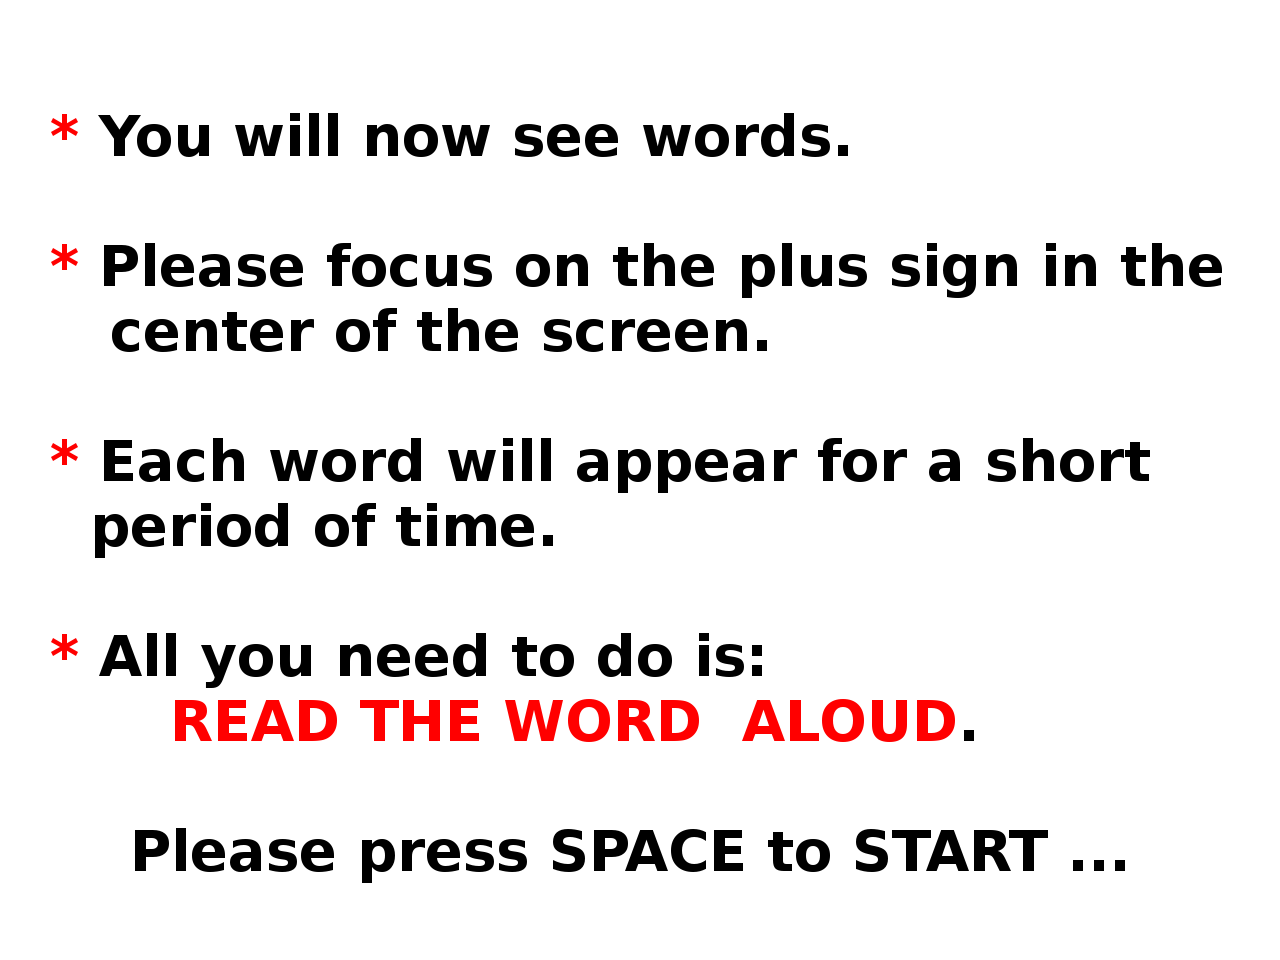 * You will now see words.
* Please focus on the plus sign in the
center of the screen.
* Each word will appear for a short
period of time.
* All you need to do is:
READ THE WORD  ALOUD.
Please press SPACE to START ...